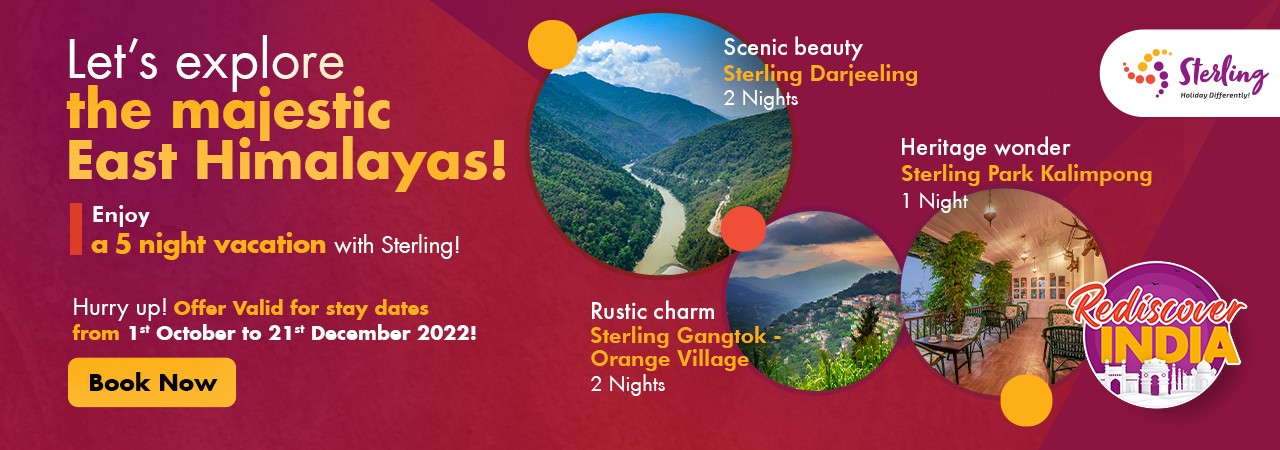 Let's explore
the majestic
East Himalayas!
Enjoy
a 5 night vacation with Sterling!
Hurry up! Offer Valid for stay dates
from 1st October to 21st December 2022!
Book Now
Scenic beauty
Sterling Darjeeling
2 Nights
Rustic charm
Sterling Gangtok -
Orange Village
2 Nights
Heritage wonder
Sterling Park Kalimpong
1 Night
Sterling
Holiday Differently!
Rediscover
INDIA